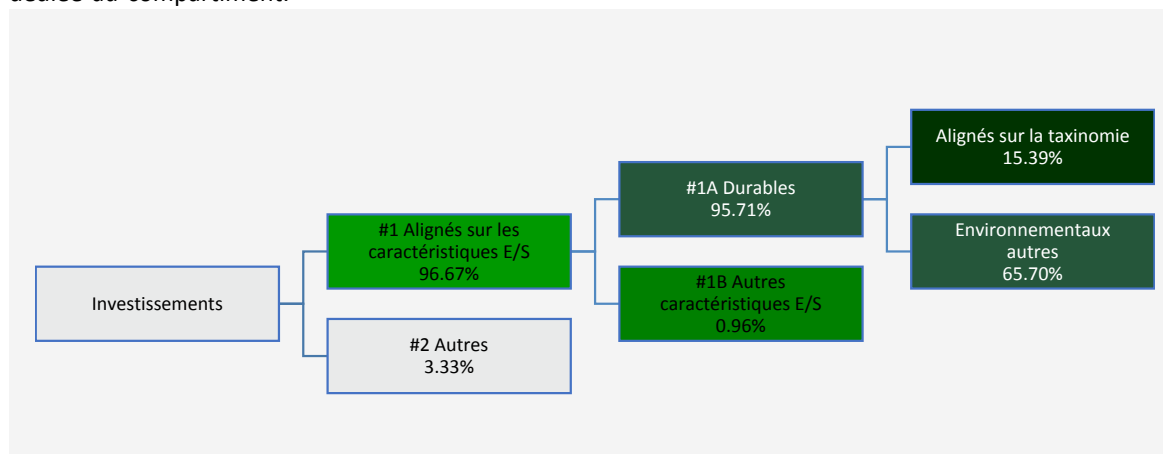 Investissements
#1 Alignés sur les
caractéristiques E/S
96.67%
#2 Autres
3.33%
#1A Durables
95.71%
#1B Autres
caractéristiques E/S
0.96%
Alignés sur la taxinomie
15.39%
Environnementaux
autres
65.70%